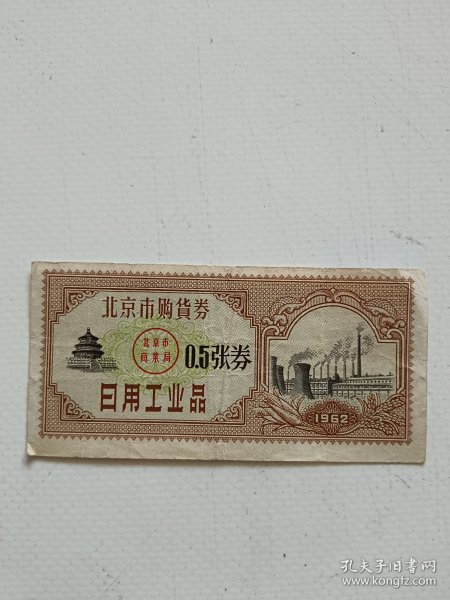 北京市购货券
北京市
商業局
0.5张券
日用工业品
1962
孔夫子旧书网
www.kongfz.com